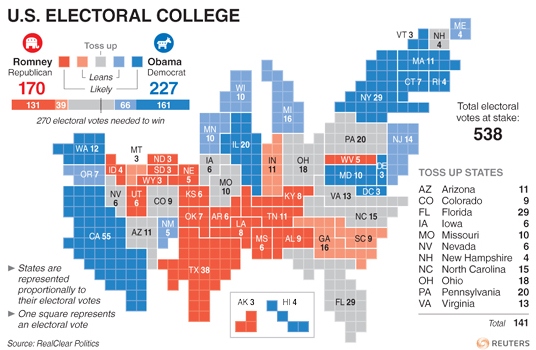 U.S. ELECTORAL COLLEGE
Romney
Republican
170
Toss up
Leans
Likely
Obama
Democrat
227
131 39 66 161
270 electoral votes needed to win
Total electoral
votes at stake:
538
VT 3
NH
4
ME
4
MA 11
CT 7
RI 4
NY 29
WI
10
MI
16
MN
10
WA 12
OR 7
MT
3
ID 4
ND 3
SD 3
WY 3
NE
5
IA
6
IL
20
IN
11
OH
18
PA 20
NJ 14
WV 5
MD 10
DE
3
DC 3
NV
6
UT
6
CO 9
KS 6
MO
10
KY 8
VA 13
CA 55
AZ 11
NM
5
OK 7
AR 6
TN 11
NC 15
LA
8
MS
6
AL 9
GA
16
SC 9
TX 38
FL 29
AK 3
HI 4
TOSS UP STATES
AZ Arizona 11
CO Colorado 9
FL Florida 29
IA Iowa 6
MO Missouri 10
NV Nevada 6
NH New Hampshire 4
NC North Carolina 15
OH Ohio 18
PA Pennsylvania 20
VA Virginia 13
Total 141
States are
represented
proportionally to
their electoral votes
One square represents
an electoral vote
Source: RealClear Politics
REUTERS